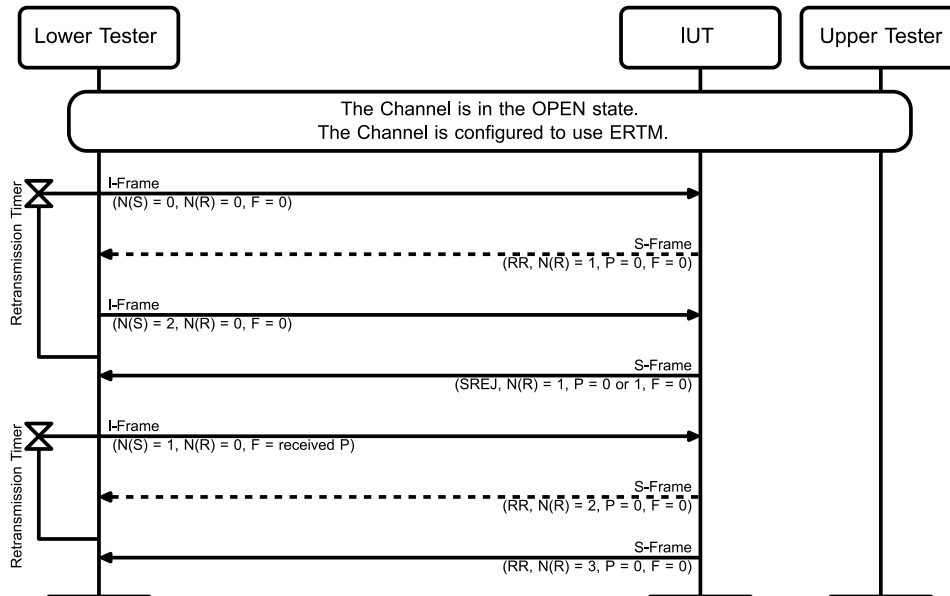 Lower Tester
IUT
Upper Tester
The Channel is in the OPEN state.
The Channel is configured to use ERTM.
Retransmission Timer
I-Frame
(N(S) = 0, N(R) = 0, F = 0)
S-Frame
(RR, N(R) = 1, P = 0, F = 0)
I-Frame
(N(S) = 2, N(R) = 0, F = 0)
S-Frame
(SREJ, N(R) = 1, P = 0 or 1, F = 0)
Retransmission Timer
I-Frame
(N(S) = 1, N(R) = 0, F = received P)
S-Frame
(RR, N(R) = 2, P = 0, F = 0)
S-Frame
(RR, N(R) = 3, P = 0, F = 0)